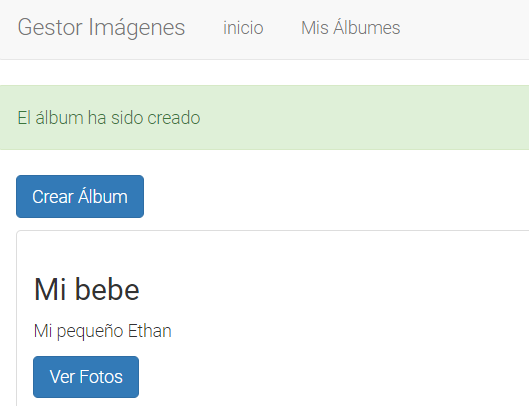 Gestor Imágenes inicio Mis Álbumes
El álbum ha sido creado
Crear Álbum
Mi bebe
Mi pequeño Ethan
Ver Fotos